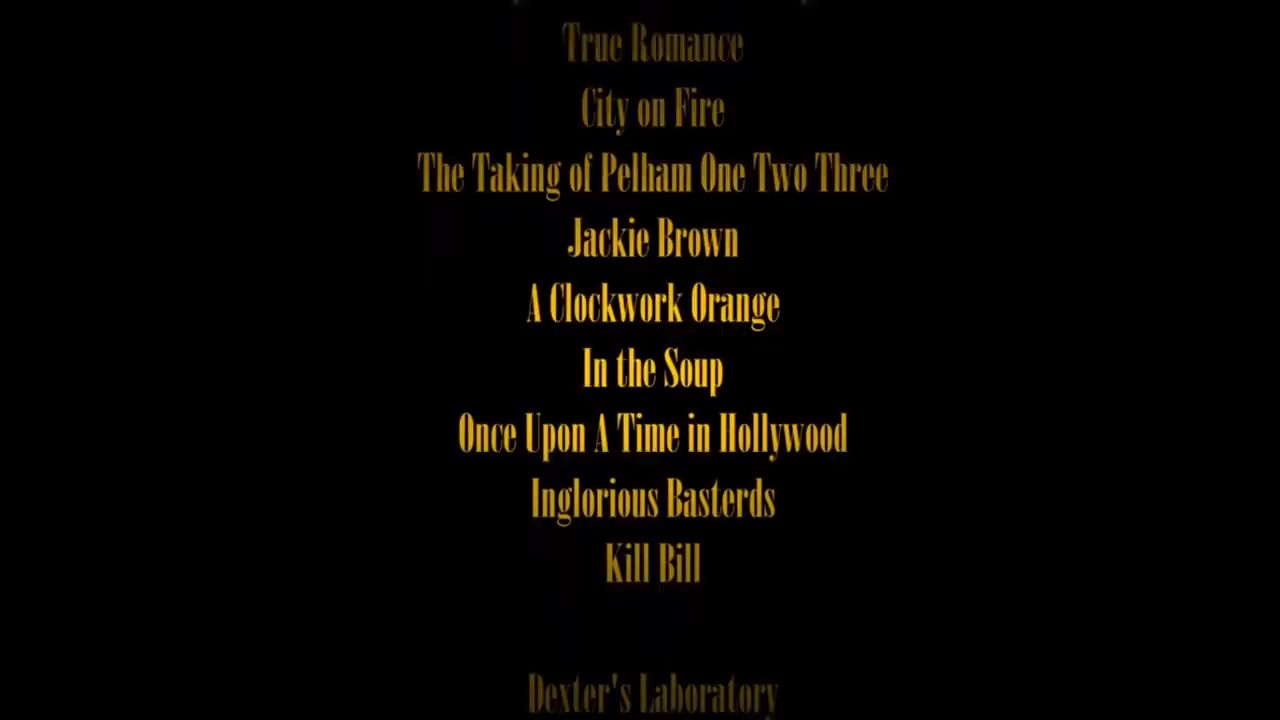 True Romance
City on Fire
The Taking of Pelham One Two Three
Jackie Brown
A Clockwork Orange
In the Soup
Once Upon A Time in Hollywood
Inglorious Basterds
Kill Bill
Dexter's Laboratory